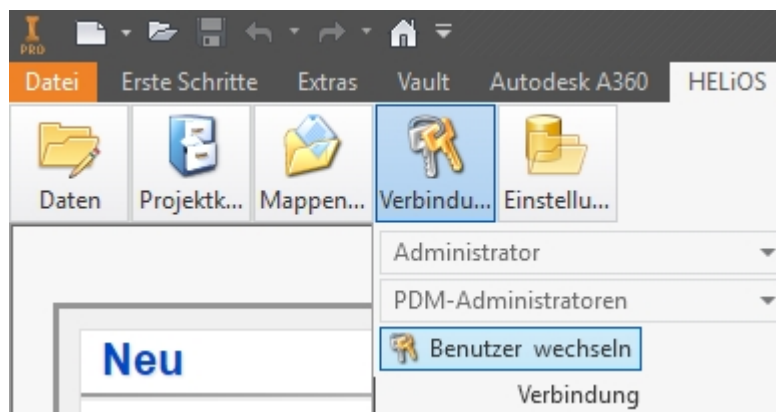 I
PRO
Datei Erste Schritte Extras Vault Autodesk A360 HELiOS
Daten Projektk... Mappen... Verbindu... Einstellu...
Administrator
PDM-Administratoren
Benutzer wechseln
Neu
Verbindung